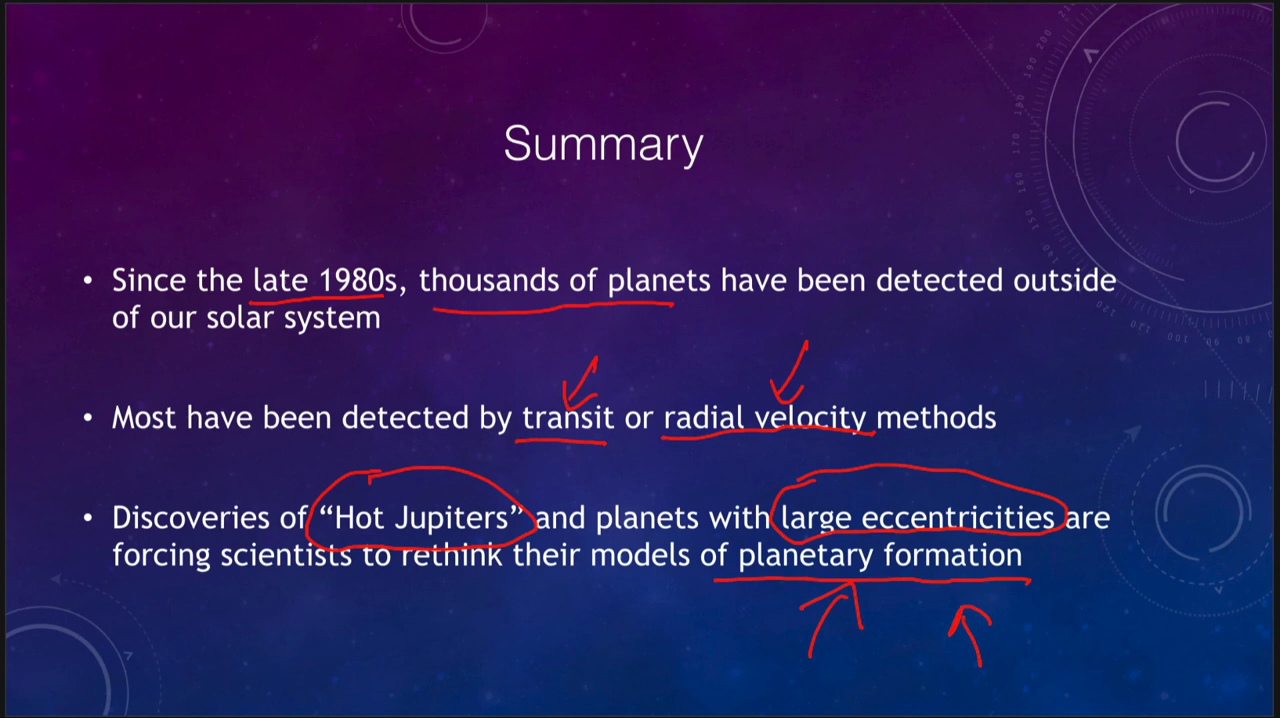 Summary
• Since the late 1980s, thousands of planets have been detected outside
of our solar system
• Most have been detected by transit or radial velocity methods
• Discoveries of “Hot Jupiters” and planets with large eccentricities are
forcing scientists to rethink their models of planetary formation